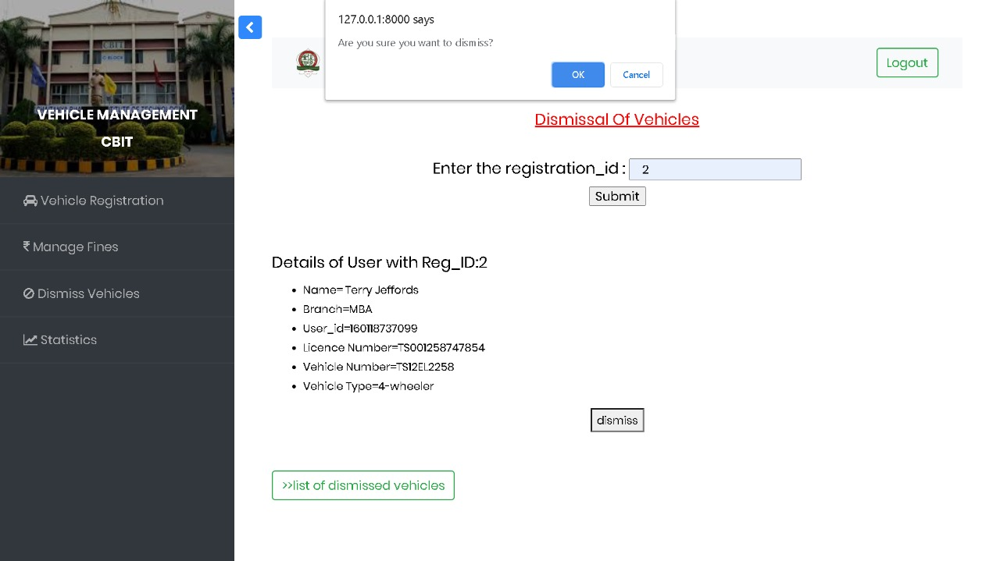 127.0.0.1:8000 says
Are you sure you want to dismiss?
OK
Cancel
Logout
CBIT
C BLOCK
VEHICLE MANAGEMENT
CBIT
Vehicle Registration
₹ Manage Fines
Dismiss Vehicles
Statistics
Dismissal Of Vehicles
Enter the registration_id : 2
Submit
Details of User with Reg_ID:2
• Name= Terry Jeffords
• Branch=MBA
• User_id=160118737099
• Licence Number=TS001258747854
• Vehicle Number=TS12EL2258
• Vehicle Type=4-wheeler
dismiss
>>list of dismissed vehicles